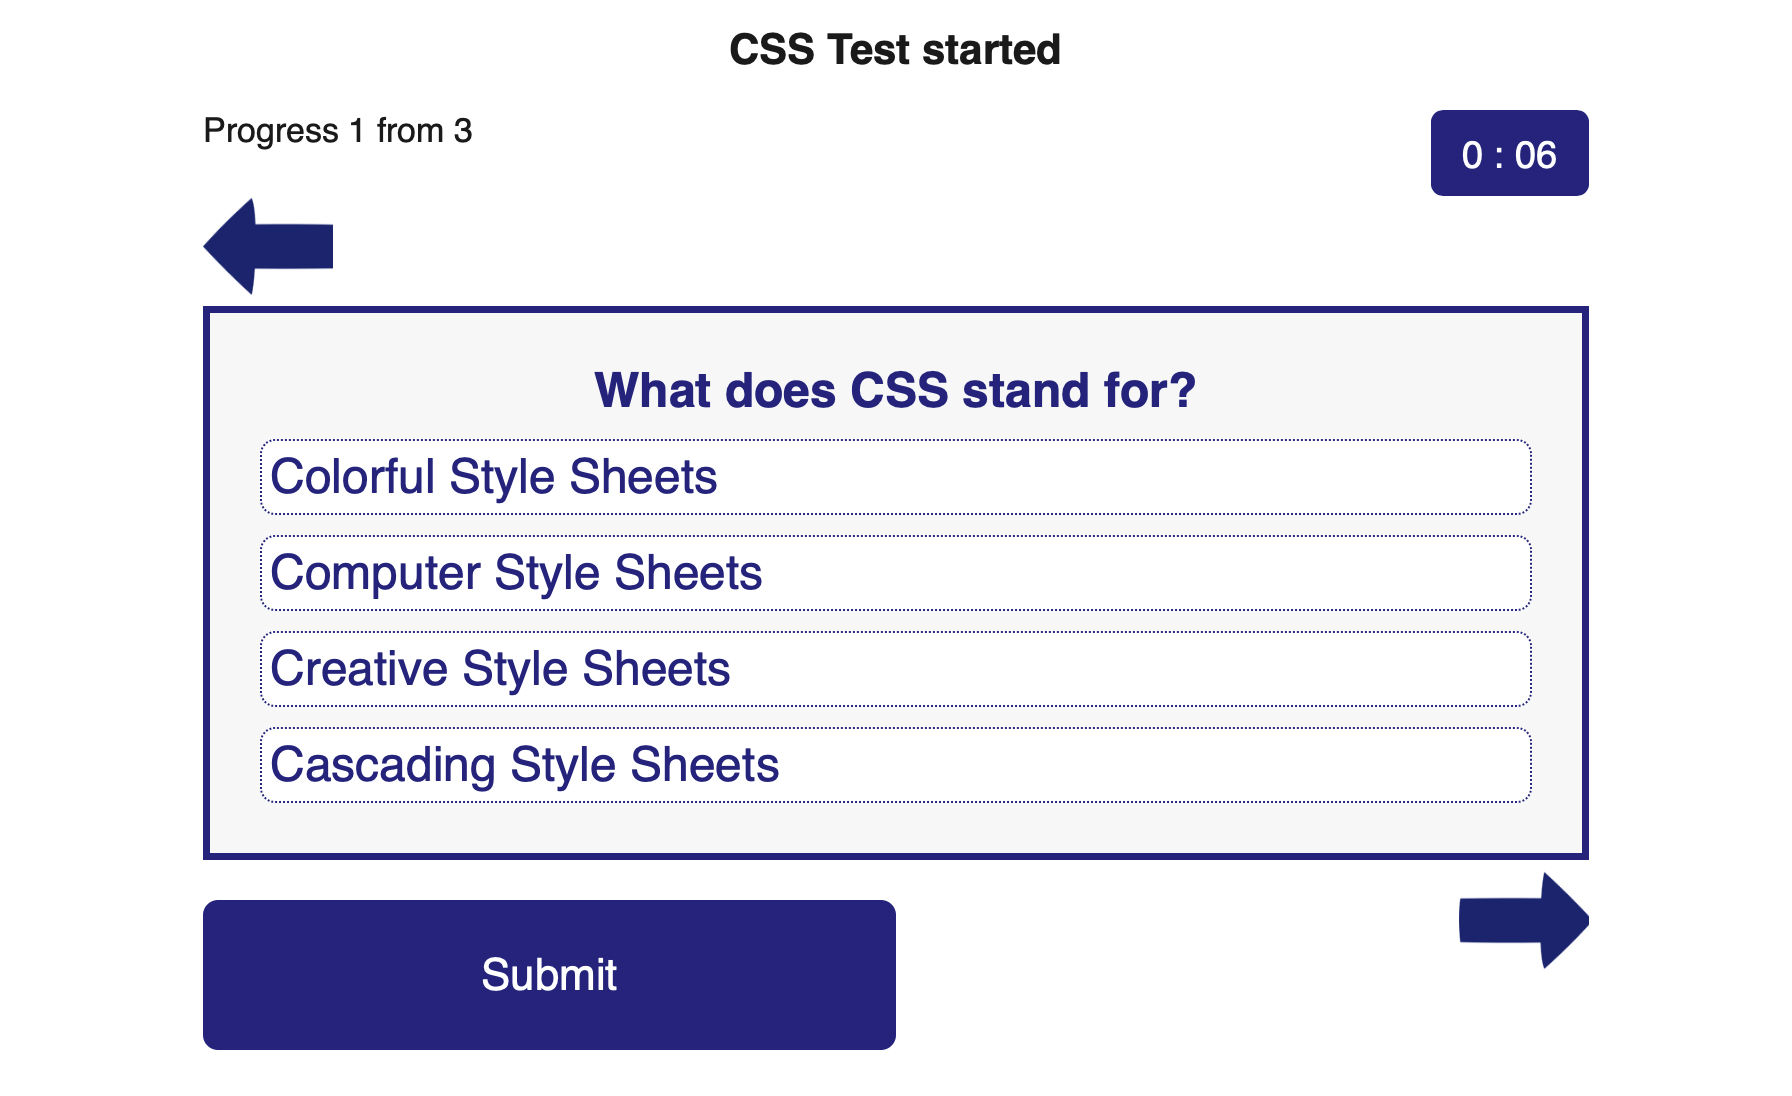 CSS Test started
Progress 1 from 3
0 : 06
What does CSS stand for?
Colorful Style Sheets
Computer Style Sheets
Creative Style Sheets
Cascading Style Sheets
Submit